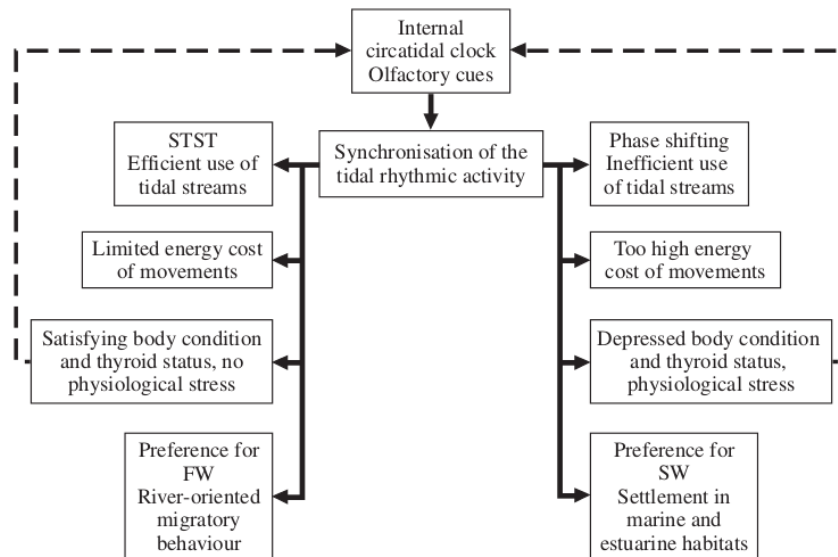 Internal
circatidal clock
Olfactory cues
STST
Efficient use of
tidal streams
Synchronisation of the
tidal rhythmic activity
Phase shifting
Inefficient use
of tidal streams
Limited energy cost
of movements
Too high energy
cost of movements
Satisfying body condition
and thyroid status, no
physiological stress
Depressed body condition
and thyroid status,
physiological stress
Preference for
FW
River-oriented
migratory
behaviour
Preference for
SW
Settlement in
marine and
estuarine habitats